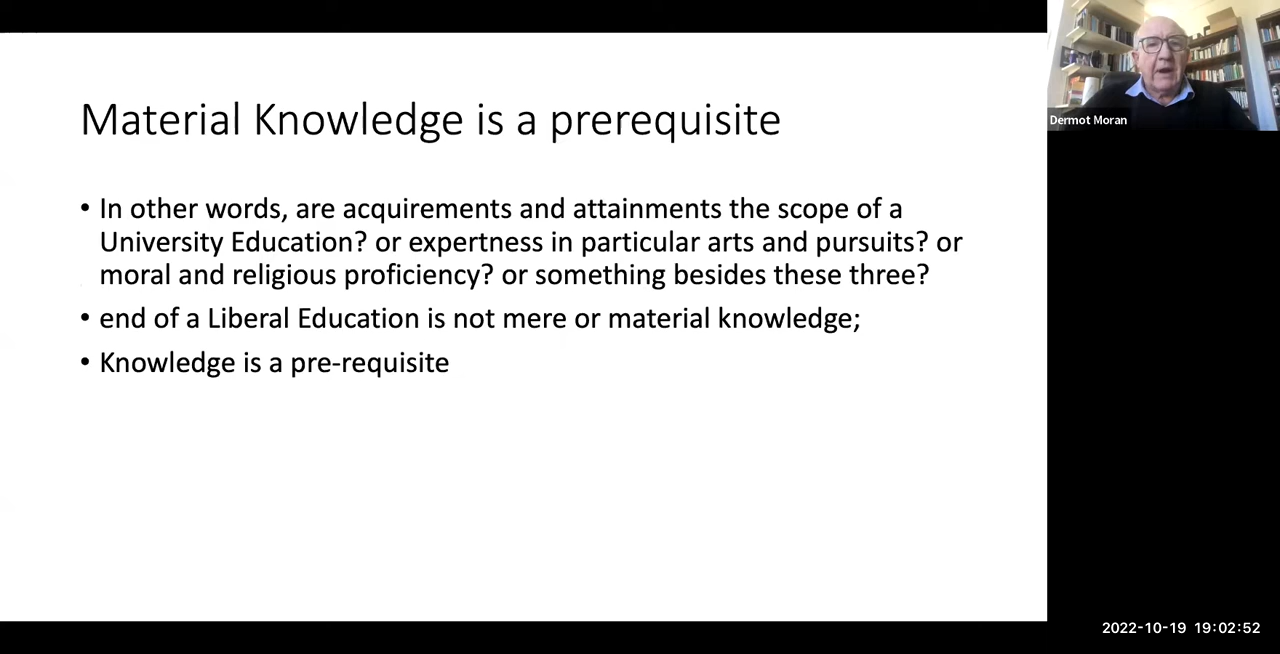 Material Knowledge is a prerequisite
• In other words, are acquirements and attainments the scope of a
University Education? or expertness in particular arts and pursuits? or
moral and religious proficiency? or something besides these three?
• end of a Liberal Education is not mere or material knowledge;
• Knowledge is a pre-requisite
Dermot Moran
2022-10-19 19:02:52